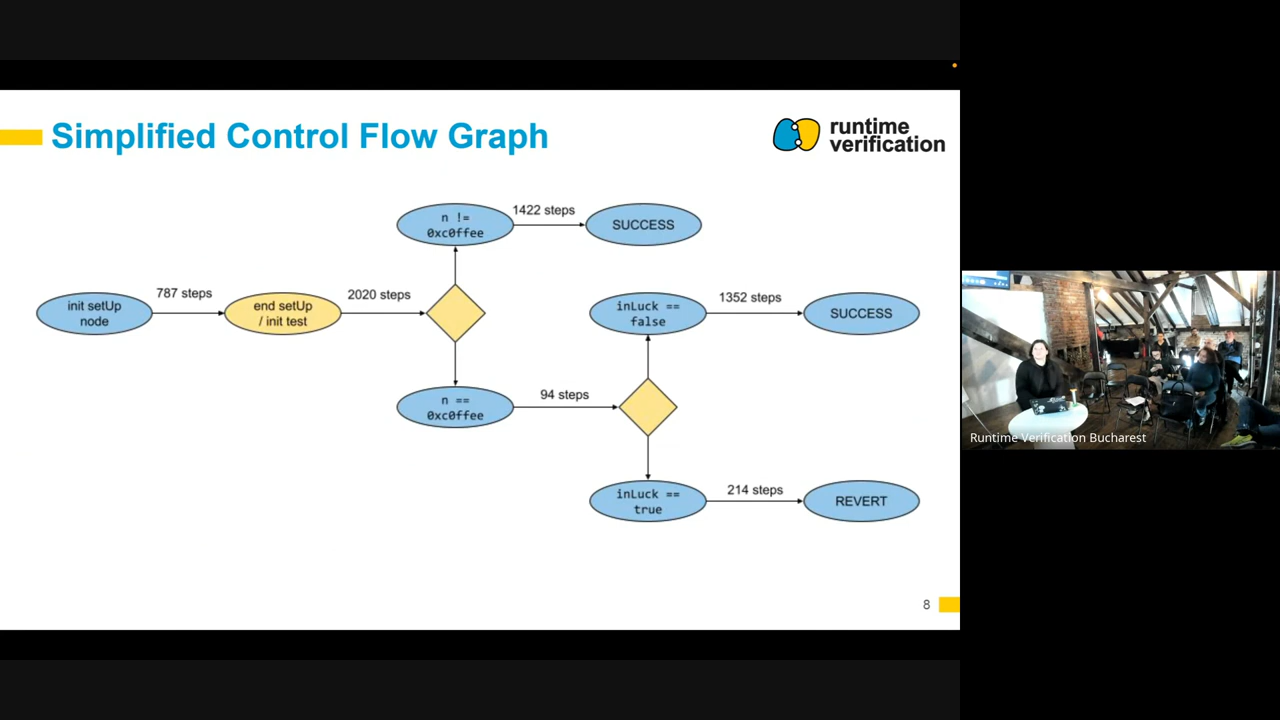 Simplified Control Flow Graph
runtime
verification
n !=
0xc0ffee
1422 steps
SUCCESS
init setUp
node
787 steps
end setUp
/ init test
2020 steps
inLuck ==
false
1352 steps
SUCCESS
n ==
0xc0ffee
94 steps
inLuck ==
true
214 steps
REVERT
8
Runtime Verification Bucharest